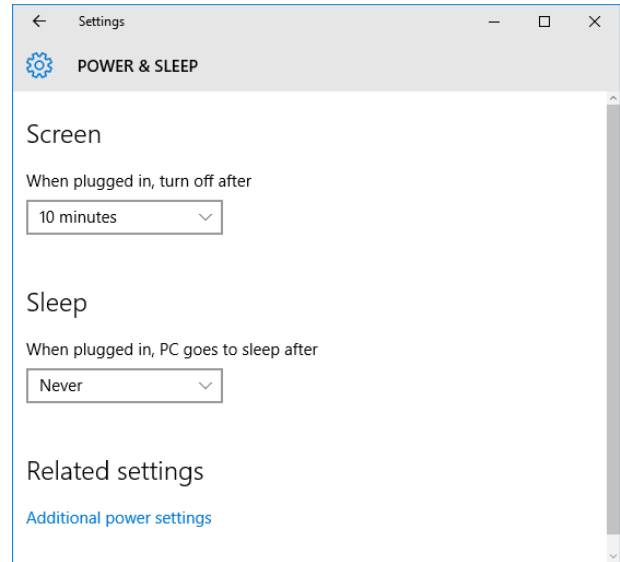 Settings
POWER & SLEEP
Screen
When plugged in, turn off after
10 minutes
Sleep
When plugged in, PC goes to sleep after
Never
Related settings
Additional power settings